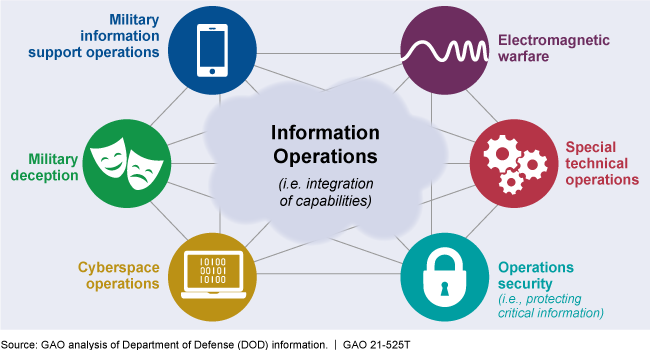 Military
information
support operations
Electromagnetic
warfare
Information
Operations
(i.e. integration
of capabilities)
Military
deception
Special
technical
operations
Cyberspace
operations
10100
00101
10100
Operations
security
(i.e., protecting
critical information)
Source: GAO analysis of Department of Defense (DOD) information. | GAO 21-525T